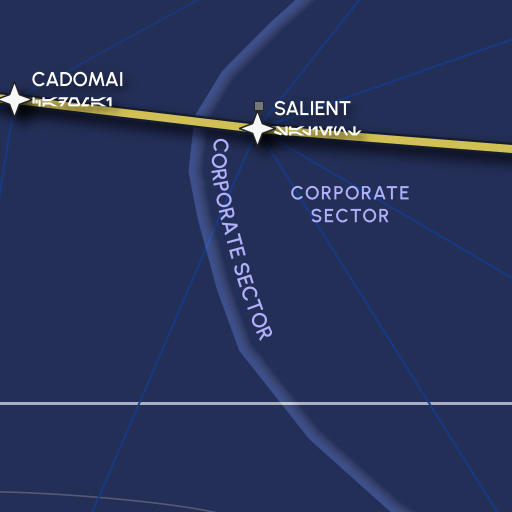 CADOMAI
SALIENT
CORPORATE
SECTOR
CORPORATE SECTOR